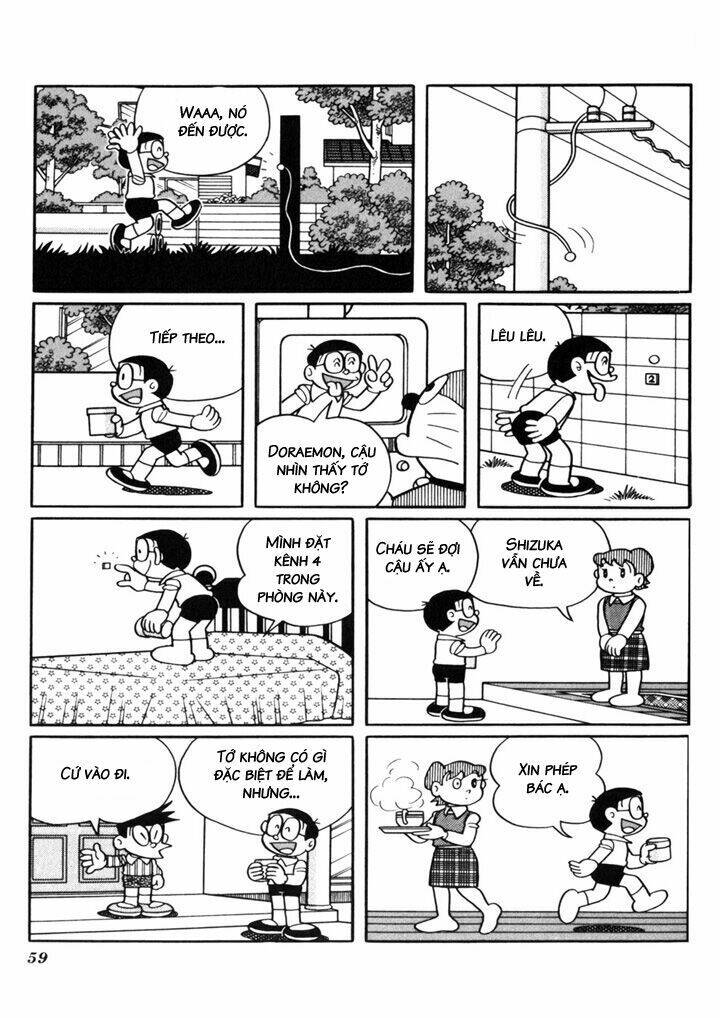 WAAA, NÓ
ĐẾN ĐƯỢC.
TIẾP THEO...
DORAEMON, CẬU
NHÌN THẤY TỚ
KHÔNG?
LÊU LÊU.
2
MÌNH ĐẶT
KÊNH 4
TRONG
PHÒNG NÀY.
CHÁU SẼ ĐỢI
CẬU ẤY Ạ.
SHIZUKA
VẪN CHƯA
VỀ.
CỨ VÀO ĐI.
TỚ KHÔNG CÓ GÌ
ĐẶC BIỆT ĐỂ LÀM,
NHƯNG...
XIN PHÉP
BÁC Ạ.
59